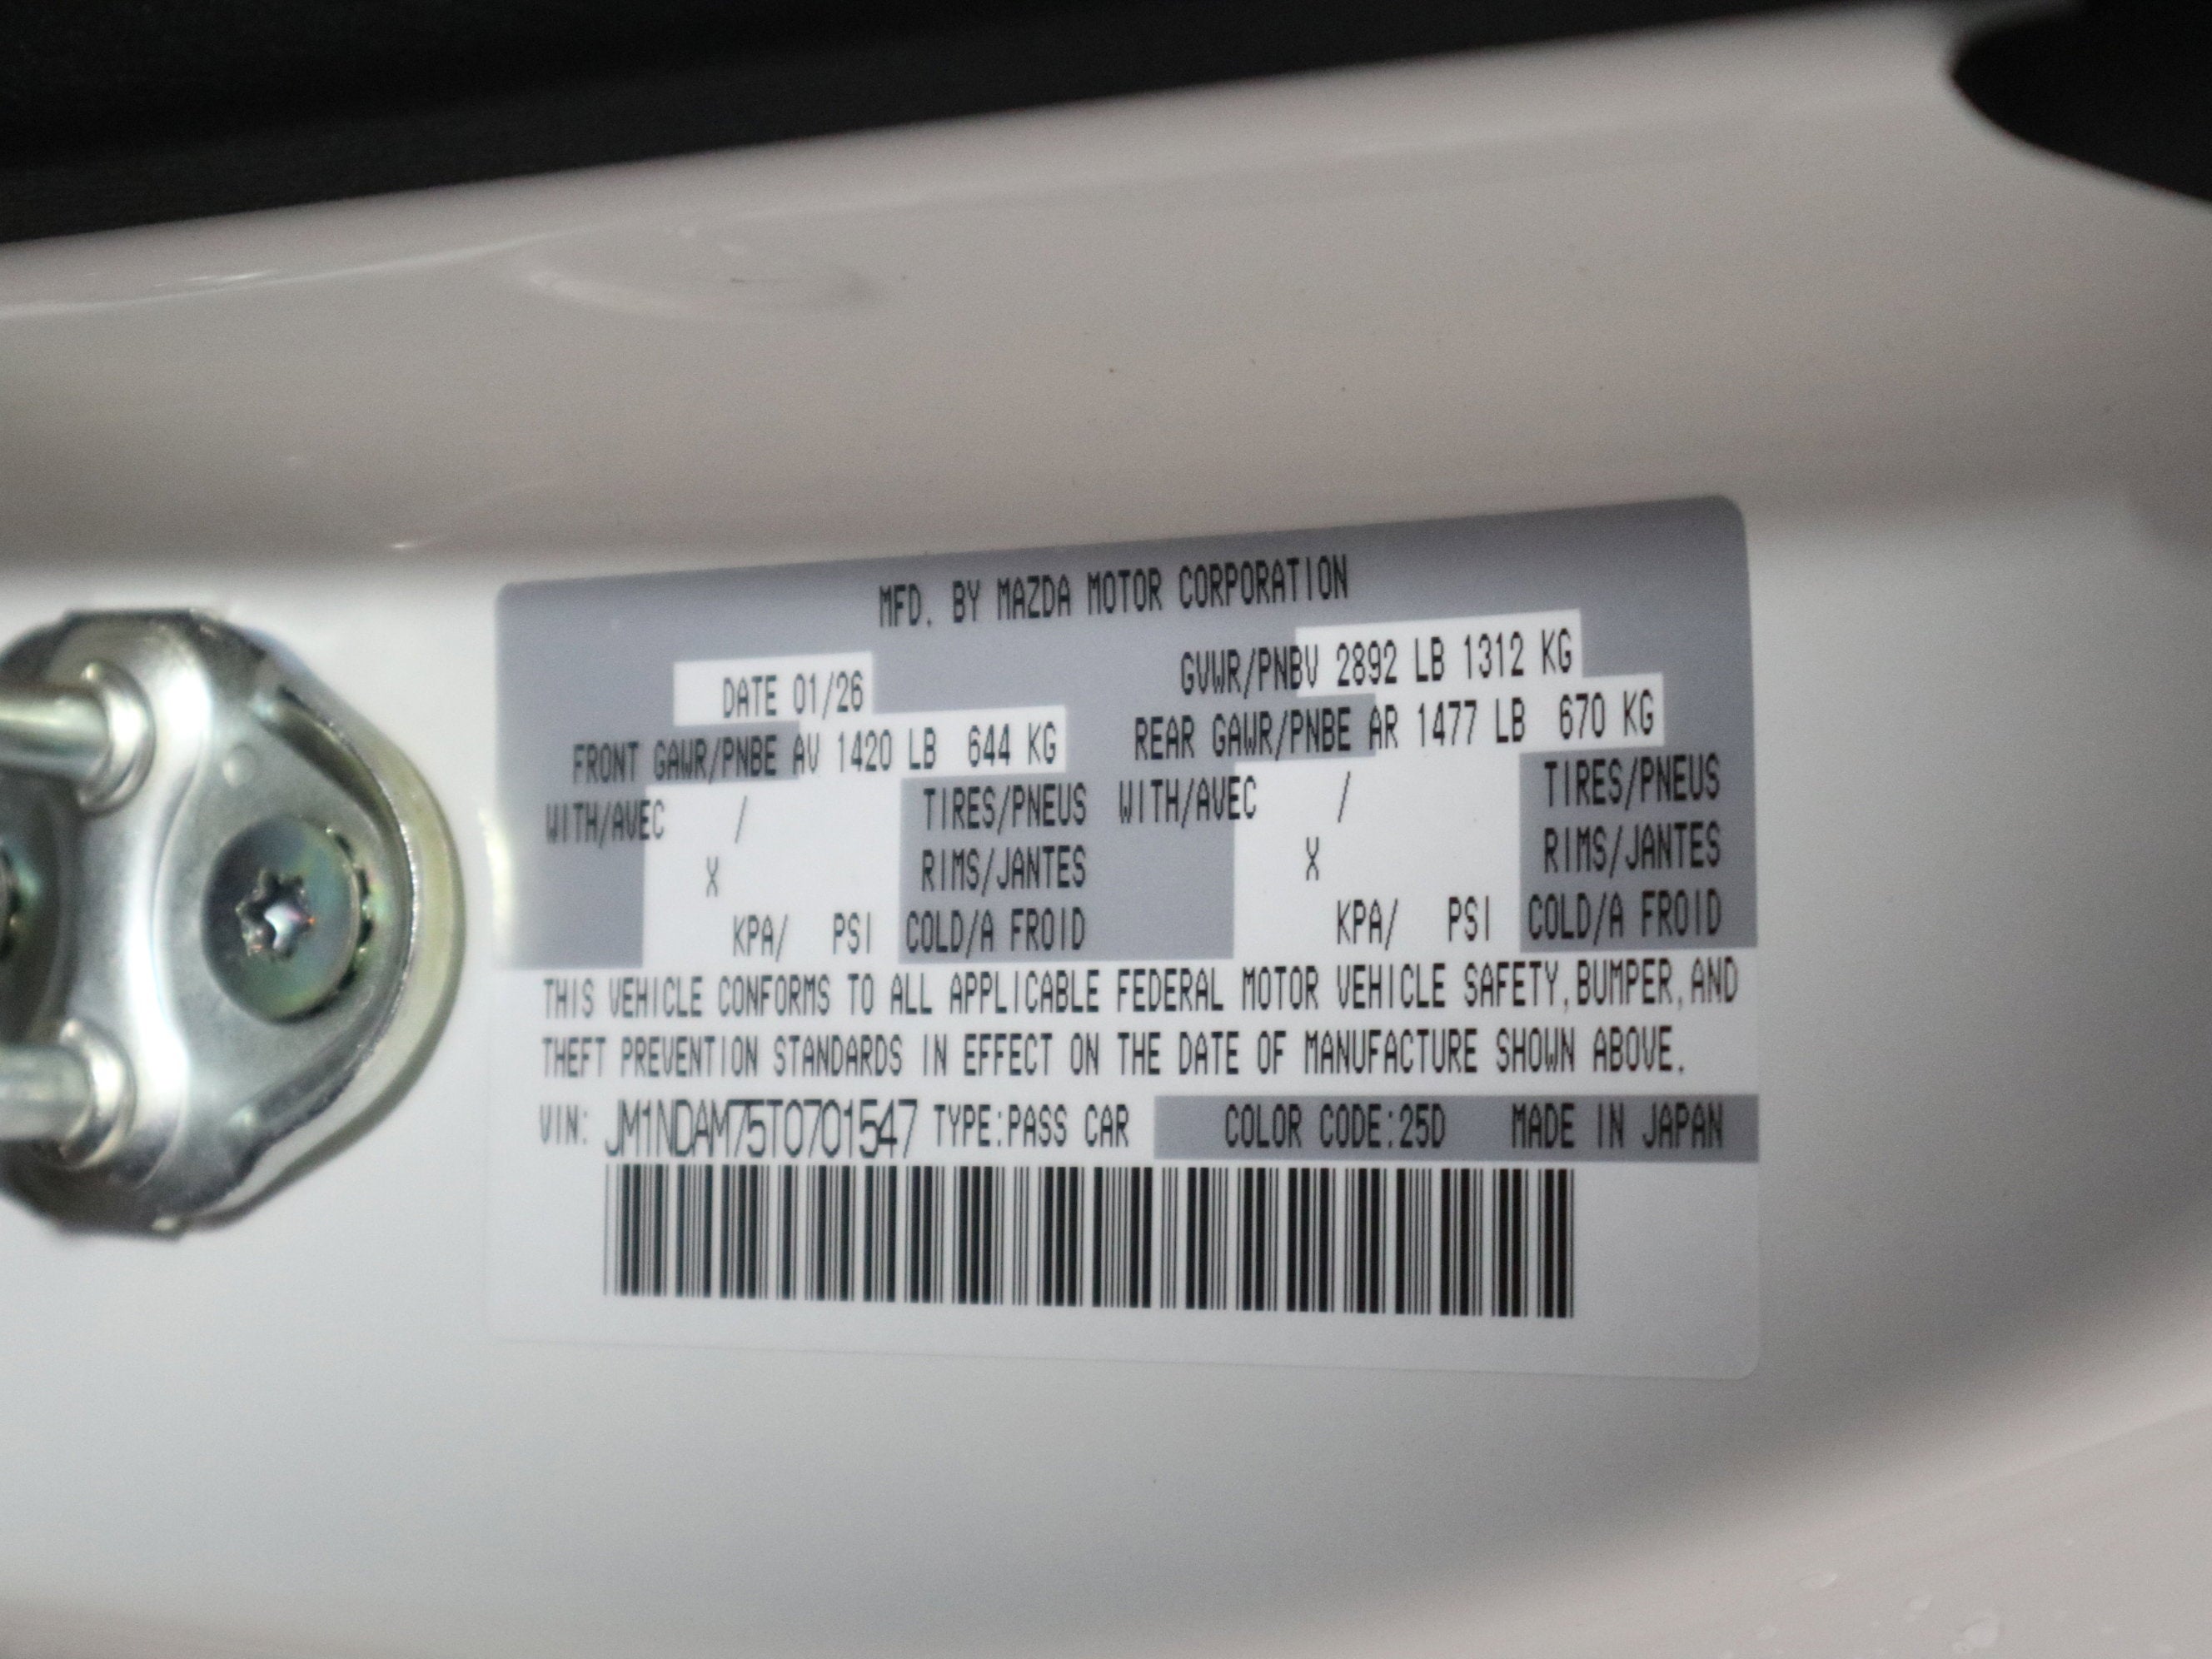 MFD. BY MAZDA MOTOR CORPORATION
DATE 01/26 GVWR/PNBV 2892 LB 1312 KG
FRONT GAWR/PNBE AV 1420 LB 644 KG REAR GAWR/PNBE AR 1477 LB 670 KG
WITH/AVEC / TIRES/PNEUS WITH/AVEC / TIRES/PNEUS
X RIMS/JANTES X RIMS/JANTES
KPA/ PSI COLD/A FROID KPA/ PSI COLD/A FROID
THIS VEHICLE CONFORMS TO ALL APPLICABLE FEDERAL MOTOR VEHICLE SAFETY,BUMPER,AND
THEFT PREVENTION STANDARDS IN EFFECT ON THE DATE OF MANUFACTURE SHOWN ABOVE.
VIN: JM1NDAM75T0701547 TYPE:PASS CAR COLOR CODE:25D MADE IN JAPAN